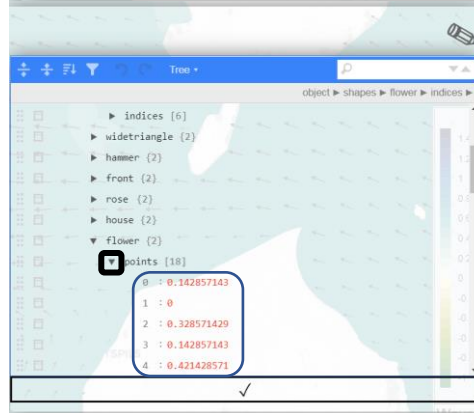 Tree
object ► shapes ► flower ► indices ►
indices [6]
widetriangle {2}
hammer {2}
front {2}
rose {2}
house {2}
flower {2}
points [18]
0 : 0.142857143
1 : 0
2 : 0.328571429
3 : 0.142857143
4 : 0.421428571
✓